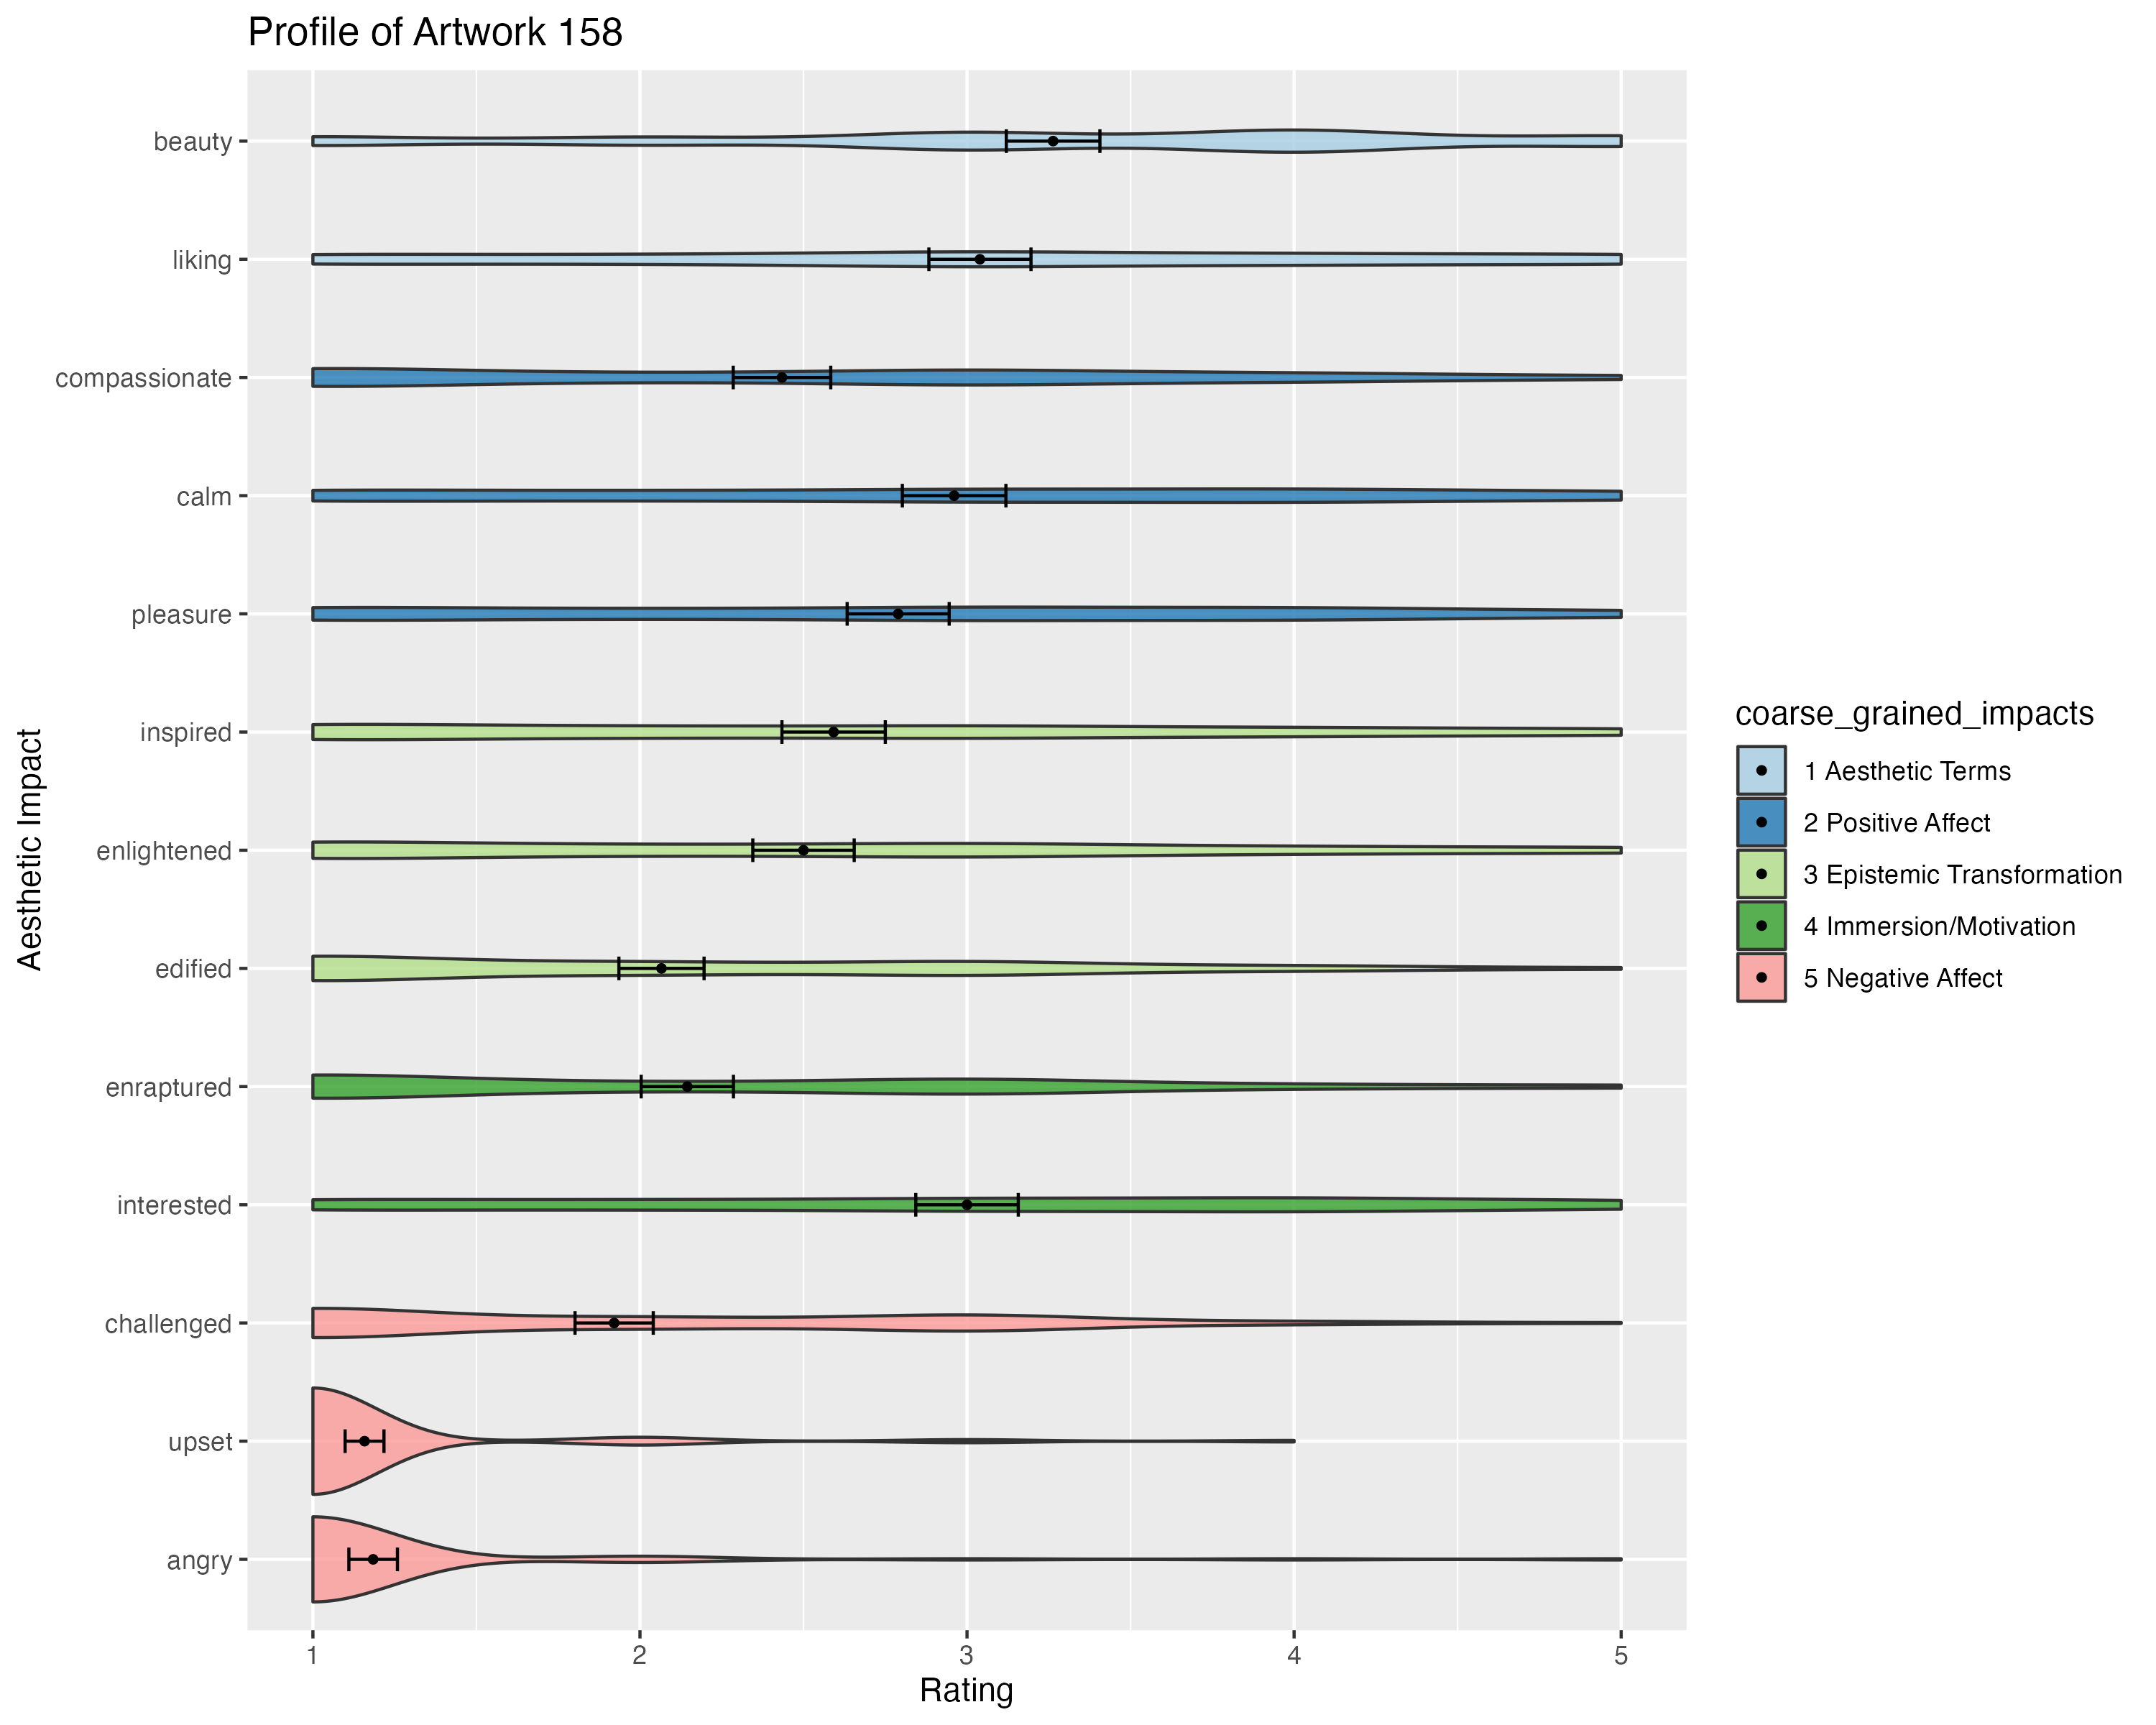 Profile of Artwork 158
beauty
liking
compassionate
calm
pleasure
inspired
enlightened
edified
enraptured
interested
challenged
upset
angry
Aesthetic Impact
1 2 3 4 5
Rating
coarse_grained_impacts
1 Aesthetic Terms
2 Positive Affect
3 Epistemic Transformation
4 Immersion/Motivation
5 Negative Affect